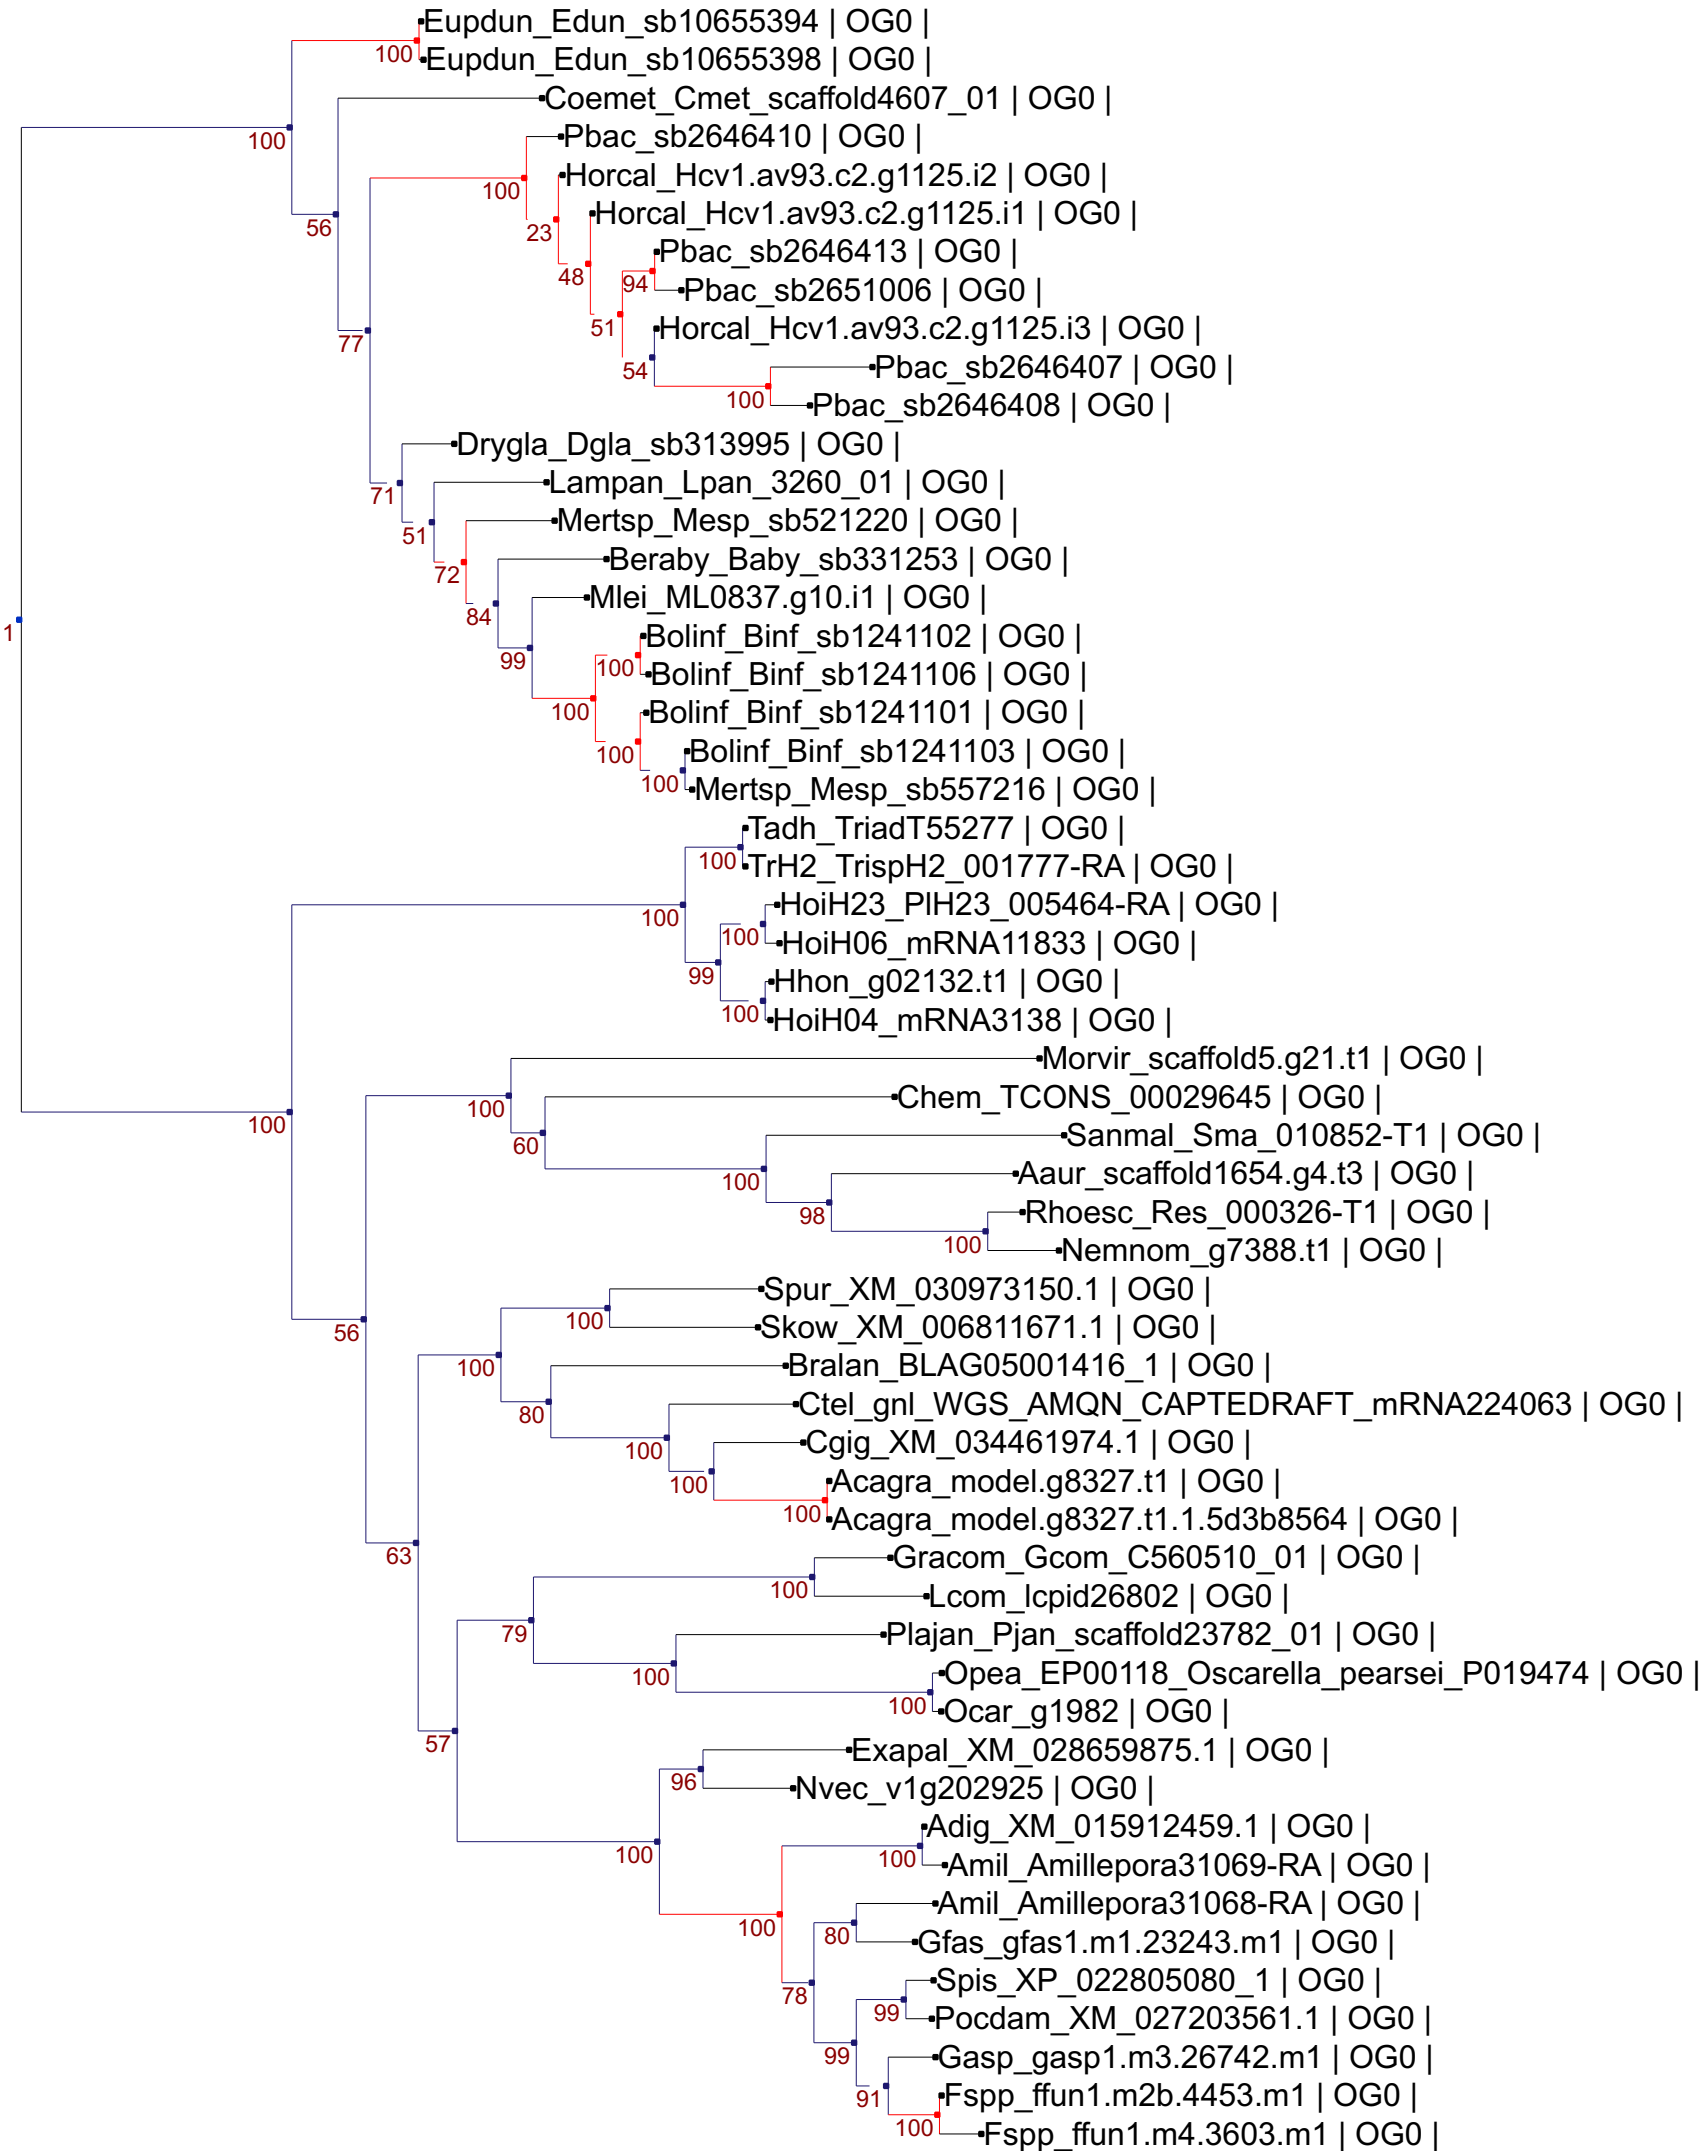 Eupdun_Edun_sb10655394 | OG0 |
100
Eupdun_Edun_sb10655398 | OG0 |
Coemet_Cmet_scaffold4607_01 | OG0 |
100
Pbac_sb2646410 | OG0 |
Horcal_Hcv1.av93.c2.g1125.i2 | OG0 |
100
Horcal_Hcv1.av93.c2.g1125.i1 | OG0 |
56
23
Pbac_sb2646413 | OG0 |
48
94
Pbac_sb2651006 | OG0 |
51
Horcal_Hcv1.av93.c2.g1125.i3 | OG0 |
77
54
Pbac_sb2646407 | OG0 |
100
Pbac_sb2646408 | OG0 |
Drygla_Dgla_sb313995 | OG0 |
71
Lampan_Lpan_3260_01 | OG0 |
51
Mertsp_Mesp_sb521220 | OG0 |
72
Beraby_Baby_sb331253 | OG0 |
Mlei_ML0837.g10.i1 | OG0 |
84
1
Bolinf_Binf_sb1241102 | OG0 |
99
100
Bolinf_Binf_sb1241106 | OG0 |
100
Bolinf_Binf_sb1241101 | OG0 |
100
Bolinf_Binf_sb1241103 | OG0 |
100
Mertsp_Mesp_sb557216 | OG0 |
Tadh_TriadT55277 | OG0 |
100
TrH2_TrispH2_001777-RA | OG0 |
HoiH23_PlH23_005464-RA | OG0 |
100
100
HoiH06_mRNA11833 | OG0 |
99
Hhon_g02132.t1 | OG0 |
100
HoiH04_mRNA3138 | OG0 |
Morvir_scaffold5.g21.t1 | OG0 |
100
Chem_TCONS_00029645 | OG0 |
100
60
Sanmal_Sma_010852-T1 | OG0 |
100
Aaur_scaffold1654.g4.t3 | OG0 |
98
Rhoesc_Res_000326-T1 | OG0 |
100
Nemnom_g7388.t1 | OG0 |
Spur_XM_030973150.1 | OG0 |
100
56
Skow_XM_006811671.1 | OG0 |
100
Bralan_BLAG05001416_1 | OG0 |
80
Ctel_gnl_WGS_AMQN_CAPTEDRAFT_mRNA224063 | OG0 |
100
Cgig_XM_034461974.1 | OG0 |
100
Acagra_model.g8327.t1 | OG0 |
100
Acagra_model.g8327.t1.1.5d3b8564 | OG0 |
63
Gracom_Gcom_C560510_01 | OG0 |
100
Lcom_lcpid26802 | OG0 |
79
Plajan_Pjan_scaffold23782_01 | OG0 |
100
Opea_EP00118_Oscarella_pearsei_P019474 | OG0 |
100
Ocar_g1982 | OG0 |
57
Exapal_XM_028659875.1 | OG0 |
96
Nvec_v1g202925 | OG0 |
Adig_XM_015912459.1 | OG0 |
100
100
Amil_Amillepora31069-RA | OG0 |
Amil_Amillepora31068-RA | OG0 |
100
80
Gfas_gfas1.m1.23243.m1 | OG0 |
Spis_XP_022805080_1 | OG0 |
78
99
Pocdam_XM_027203561.1 | OG0 |
99
Gasp_gasp1.m3.26742.m1 | OG0 |
91
Fspp_ffun1.m2b.4453.m1 | OG0 |
100
Fspp_ffun1.m4.3603.m1 | OG0 |